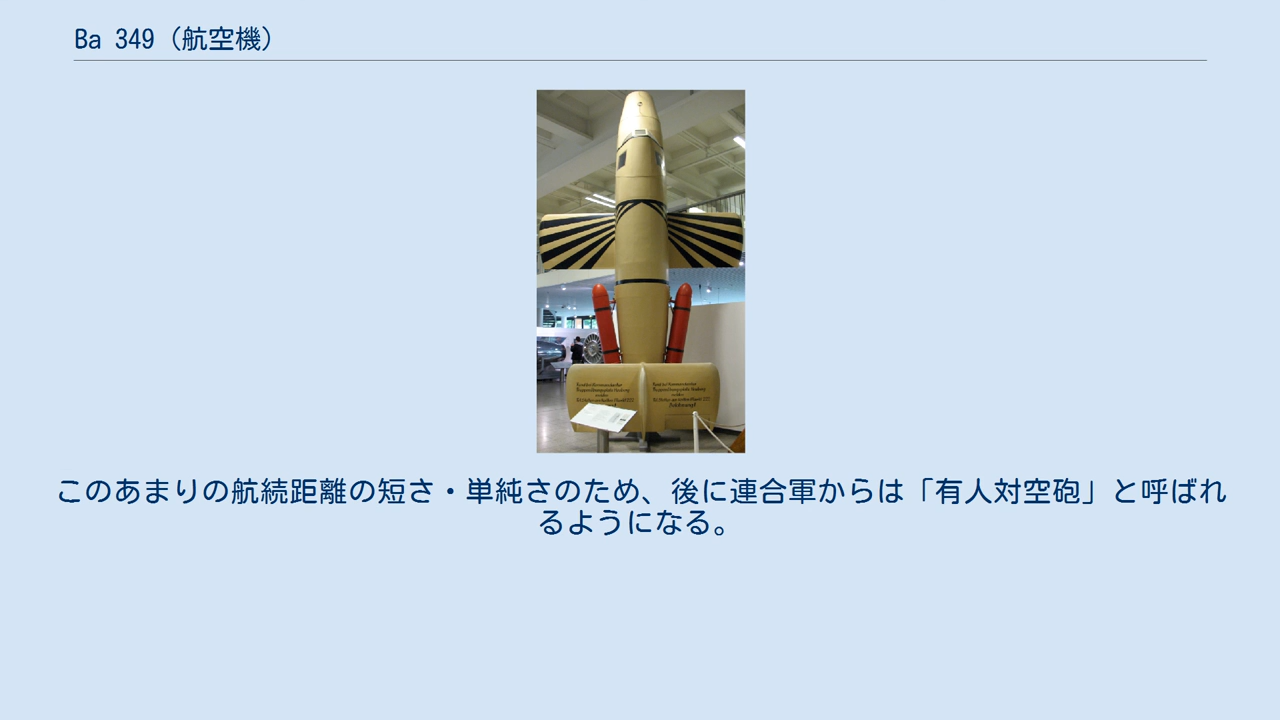 Ba 349（航空機）
このあまりの航続距離の短さ・単純さのため、後に連合軍からは「有人対空砲」と呼ばれ
るようになる。